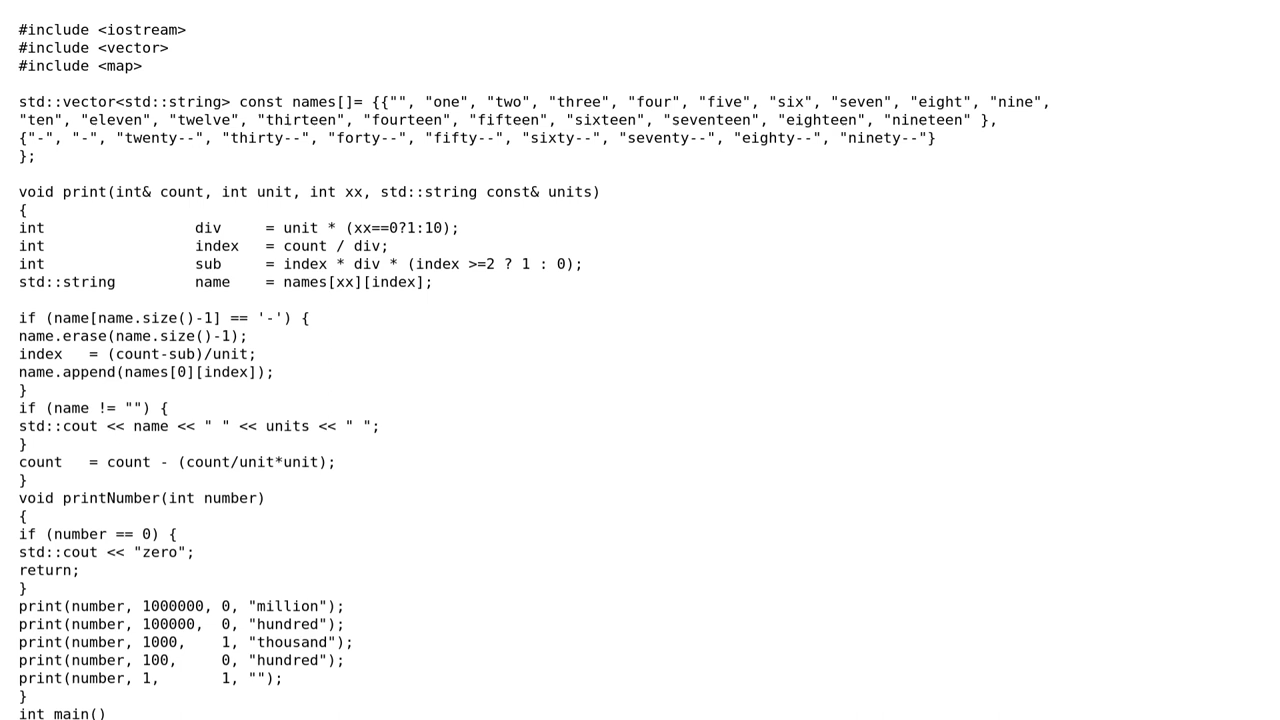 #include <iostream>
#include <vector>
#include <map>
std::vector<std::string> const names[]= {{"", "one", "two", "three", "four", "five", "six", "seven", "eight", "nine",
"ten", "eleven", "twelve", "thirteen", "fourteen", "fifteen", "sixteen", "seventeen", "eighteen", "nineteen" },
{"-", "-", "twenty--", "thirty--", "forty--", "fifty--", "sixty--", "seventy--", "eighty--", "ninety--"}
};
void print(int& count, int unit, int xx, std::string const& units)
{
int                 div     = unit * (xx==0?1:10);
int                 index   = count / div;
int                 sub     = index * div * (index >=2 ? 1 : 0);
std::string         name    = names[xx][index];
if (name[name.size()-1] == '-') {
name.erase(name.size()-1);
index   = (count-sub)/unit;
name.append(names[0][index]);
}
if (name != "") {
std::cout << name << " " << units << " ";
}
count   = count - (count/unit*unit);
}
void printNumber(int number)
{
if (number == 0) {
std::cout << "zero";
return;
}
print(number, 1000000, 0, "million");
print(number, 100000,  0, "hundred");
print(number, 1000,    1, "thousand");
print(number, 100,     0, "hundred");
print(number, 1,       1, "");
}
int main()